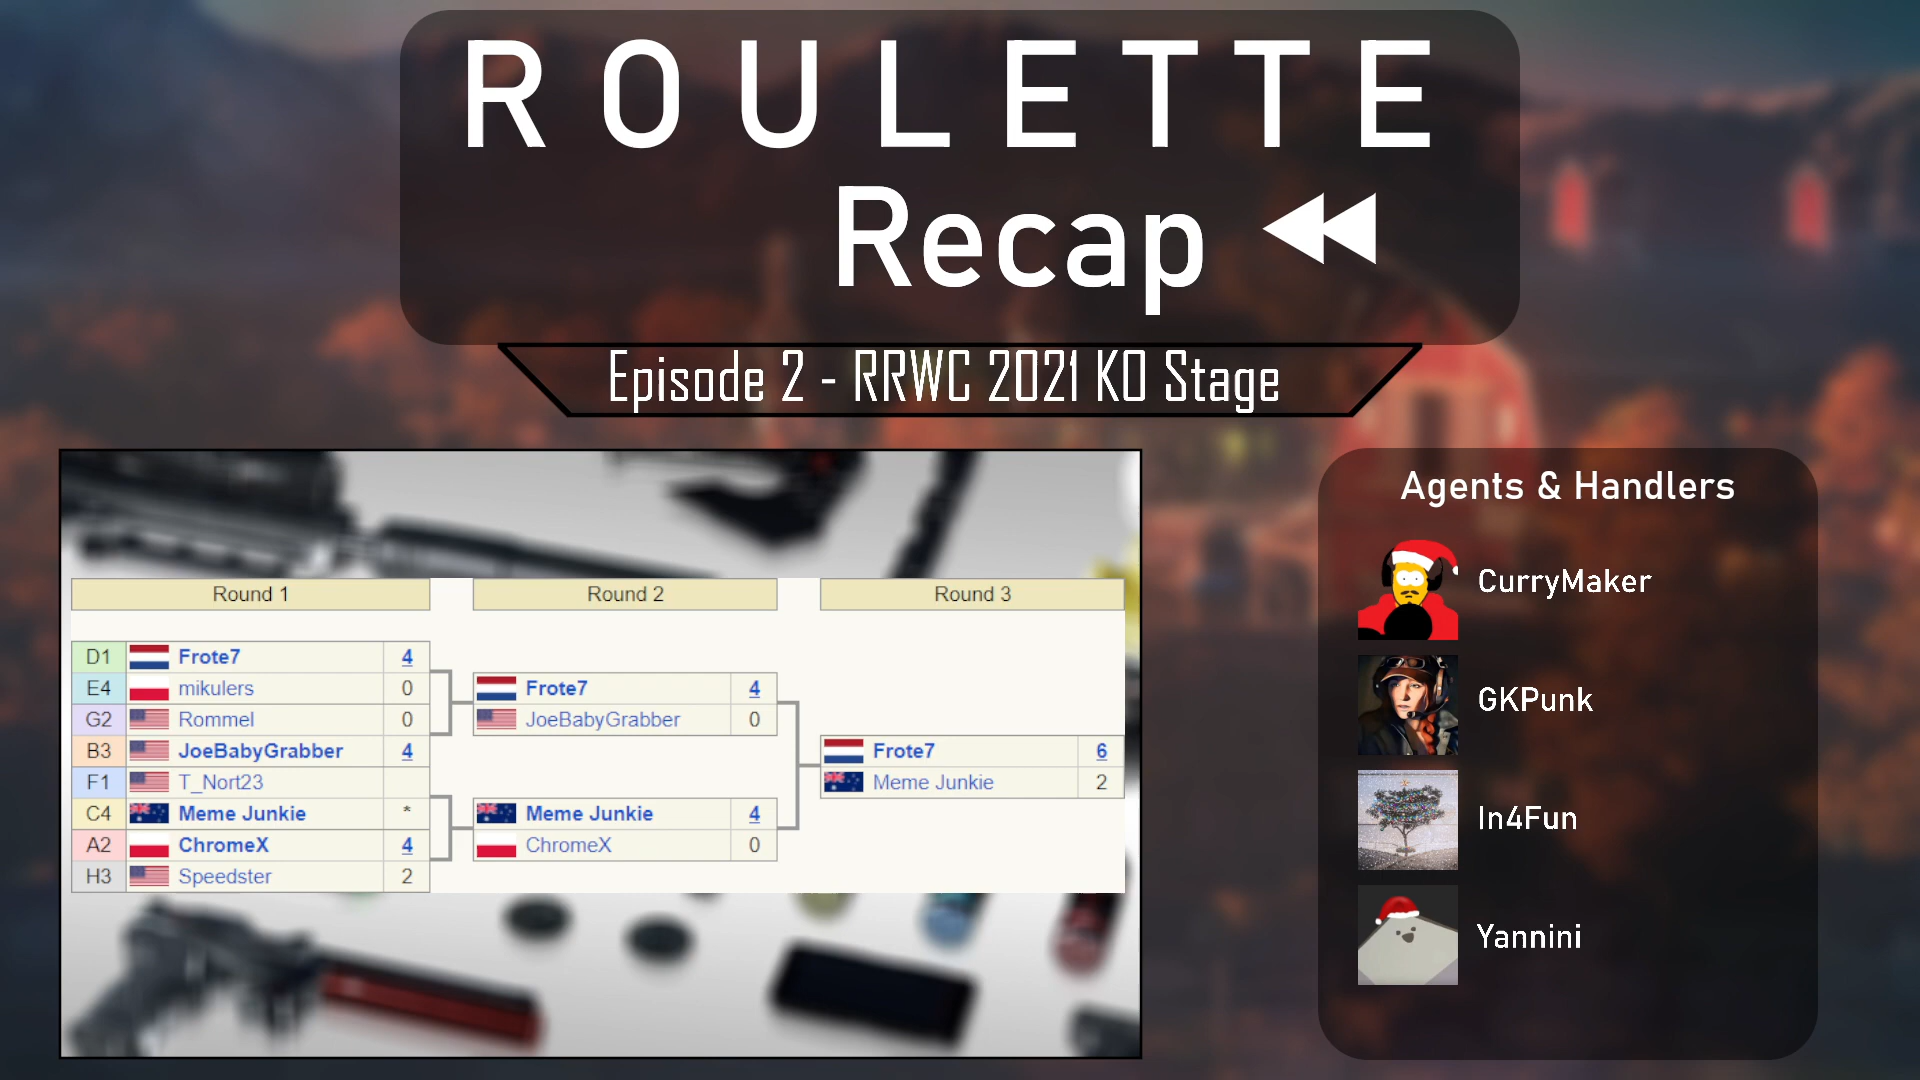 ROULETTE
Recap
Episode 2 - RRWC 2021 KO Stage
Round 1
Round 2
Round 3
D1 Frote7 4
E4 mikulers 0
G2 Rommel 0
B3 JoeBabyGrabber 4
F1 T_Nort23
C4 Meme Junkie *
A2 ChromeX 4
H3 Speedster 2
Frote7 4
JoeBabyGrabber 0
Meme Junkie 4
ChromeX 0
Frote7 6
Meme Junkie 2
Agents & Handlers
CurryMaker
GKPunk
In4Fun
Yannini